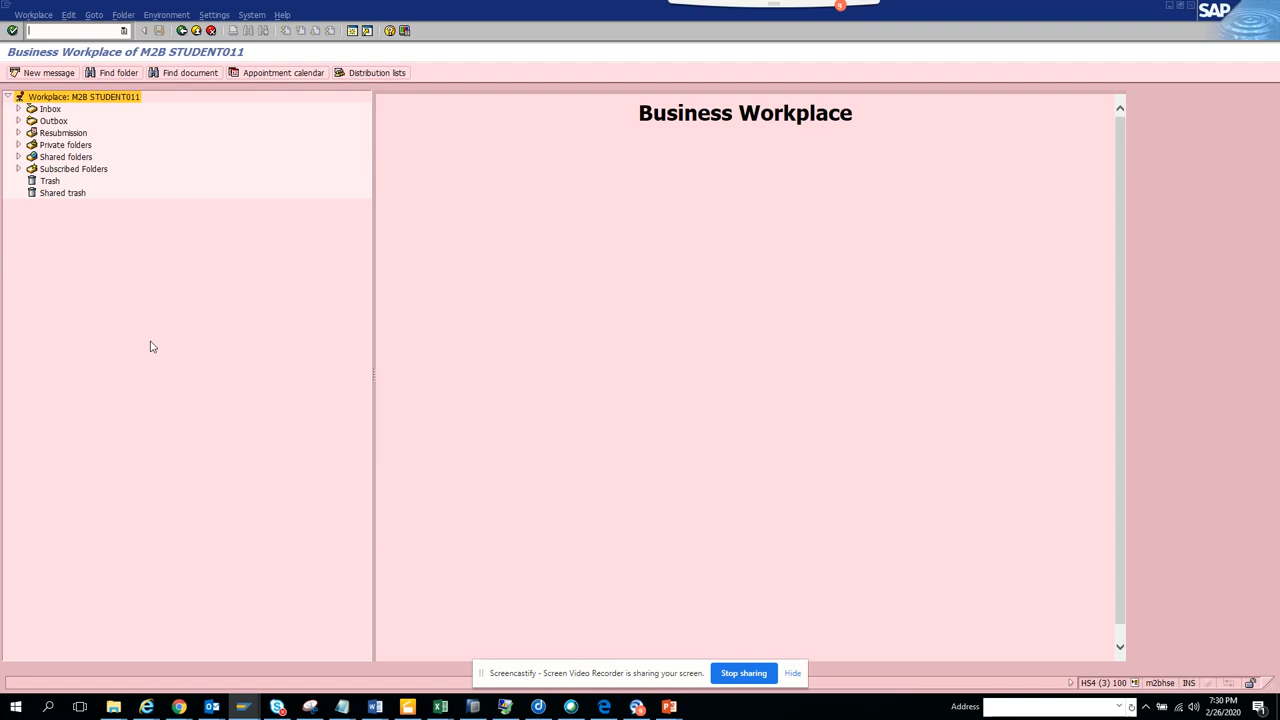 Workplace Edit Goto Folder Environment Settings System Help
9
SAP
Business Workplace of M2B STUDENT011
New message Find folder Find document Appointment calendar Distribution lists
Workplace: M2B STUDENT011
Inbox
Outbox
Resubmission
Private folders
Shared folders
Subscribed Folders
Trash
Shared trash
Business Workplace
Screencastify - Screen Video Recorder is sharing your screen. Stop sharing Hide
HS4 (3) 100 m2bhse INS
Address
7:30 PM
2/26/2020